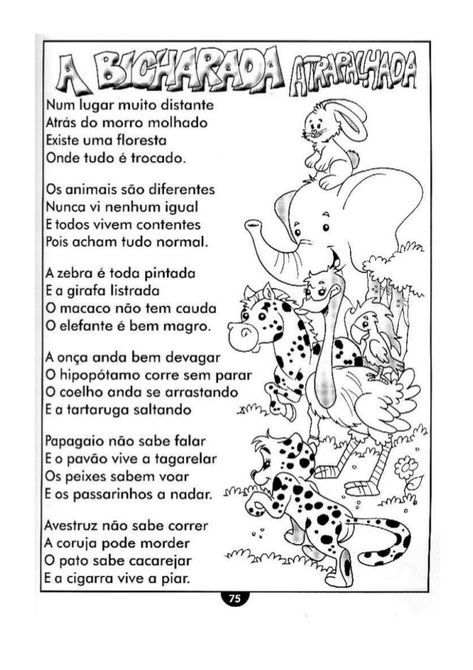 A BICHARADA ATRAPALHADA
Num lugar muito distante
Atrás do morro molhado
Existe uma floresta
Onde tudo é trocado.
Os animais são diferentes
Nunca vi nenhum igual
E todos vivem contentes
Pois acham tudo normal.
A zebra é toda pintada
E a girafa listrada
O macaco não tem cauda
O elefante é bem magro.
A onça anda bem devagar
O hipopótamo corre sem parar
O coelho anda se arrastando
E a tartaruga saltando
Papagaio não sabe falar
E o pavão vive a tagarelar
Os peixes sabem voar
E os passarinhos a nadar.
Avestruz não sabe correr
A coruja pode morder
O pato sabe cacarejar
E a cigarra vive a piar.
75